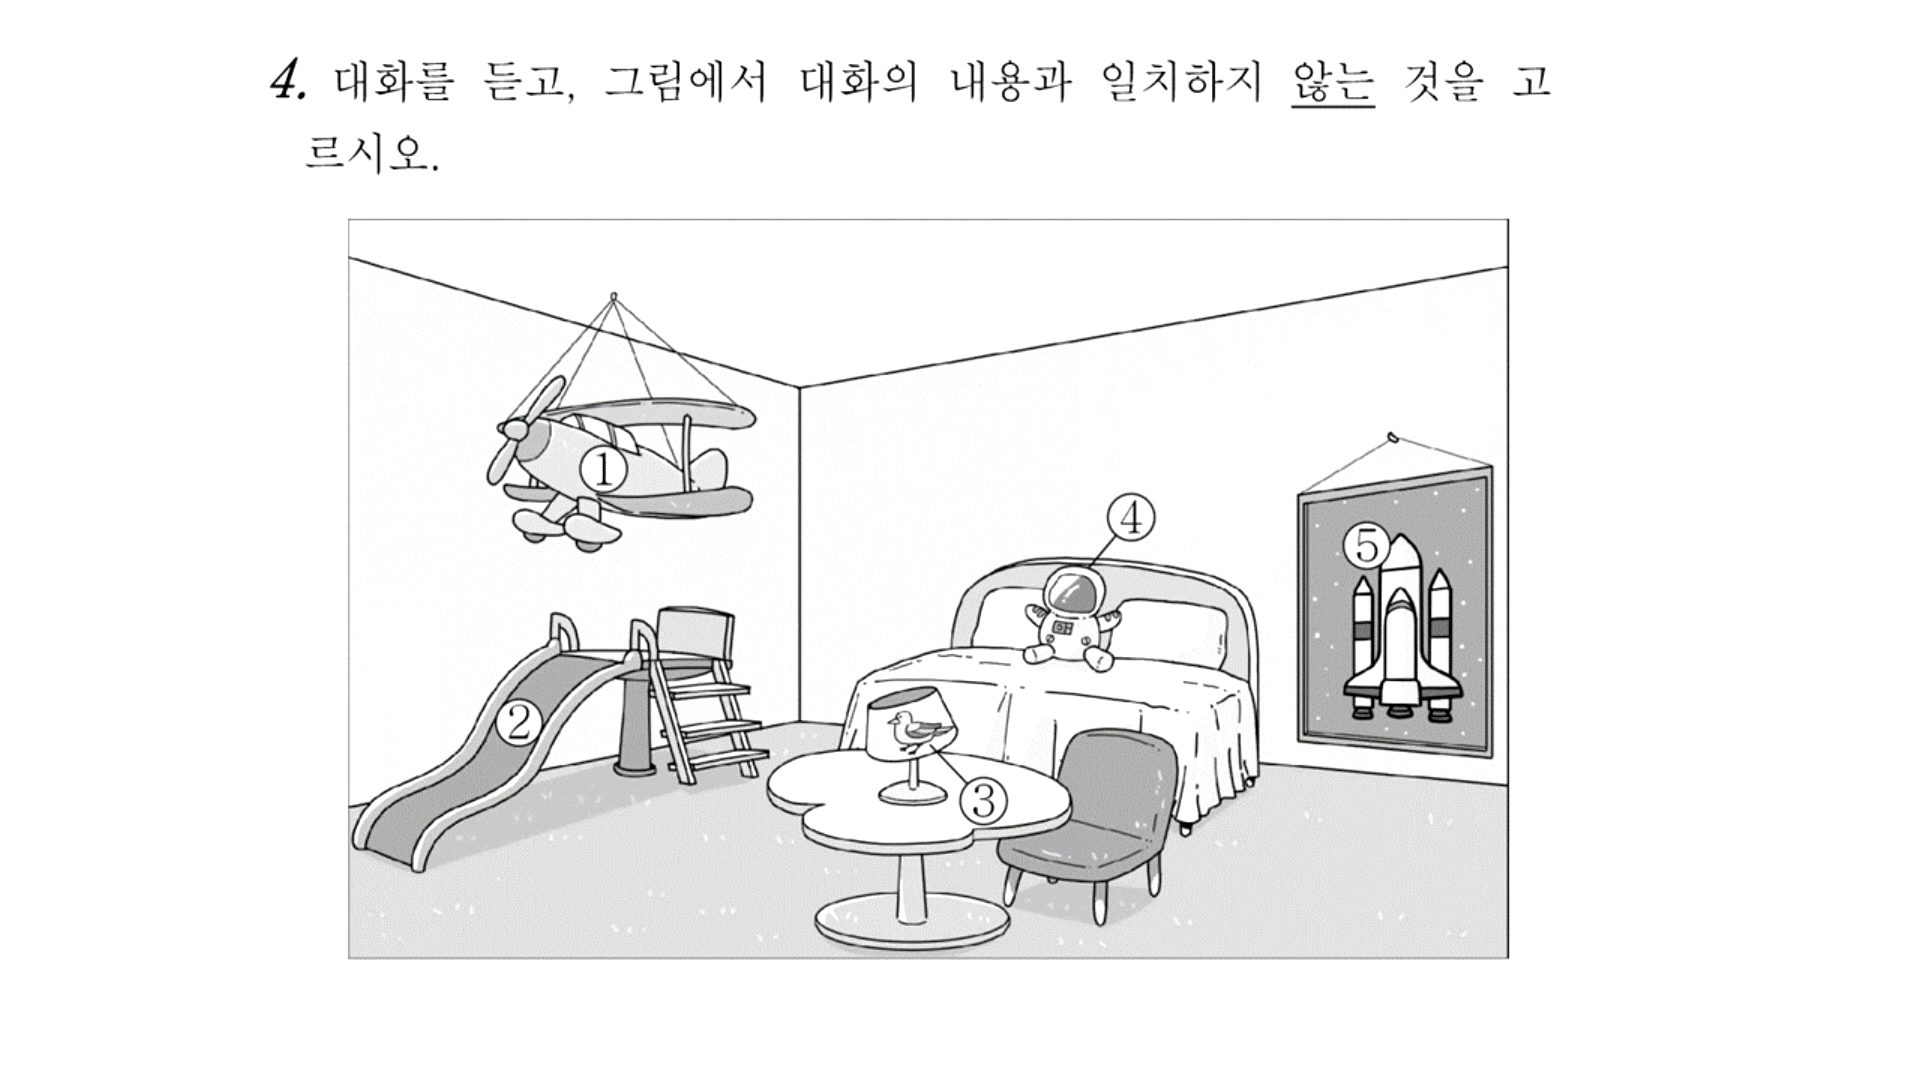 4. 대화를 듣고, 그림에서 대화의 내용과 일치하지 않는 것을 고
르시오.
①
④
⑤
②
③